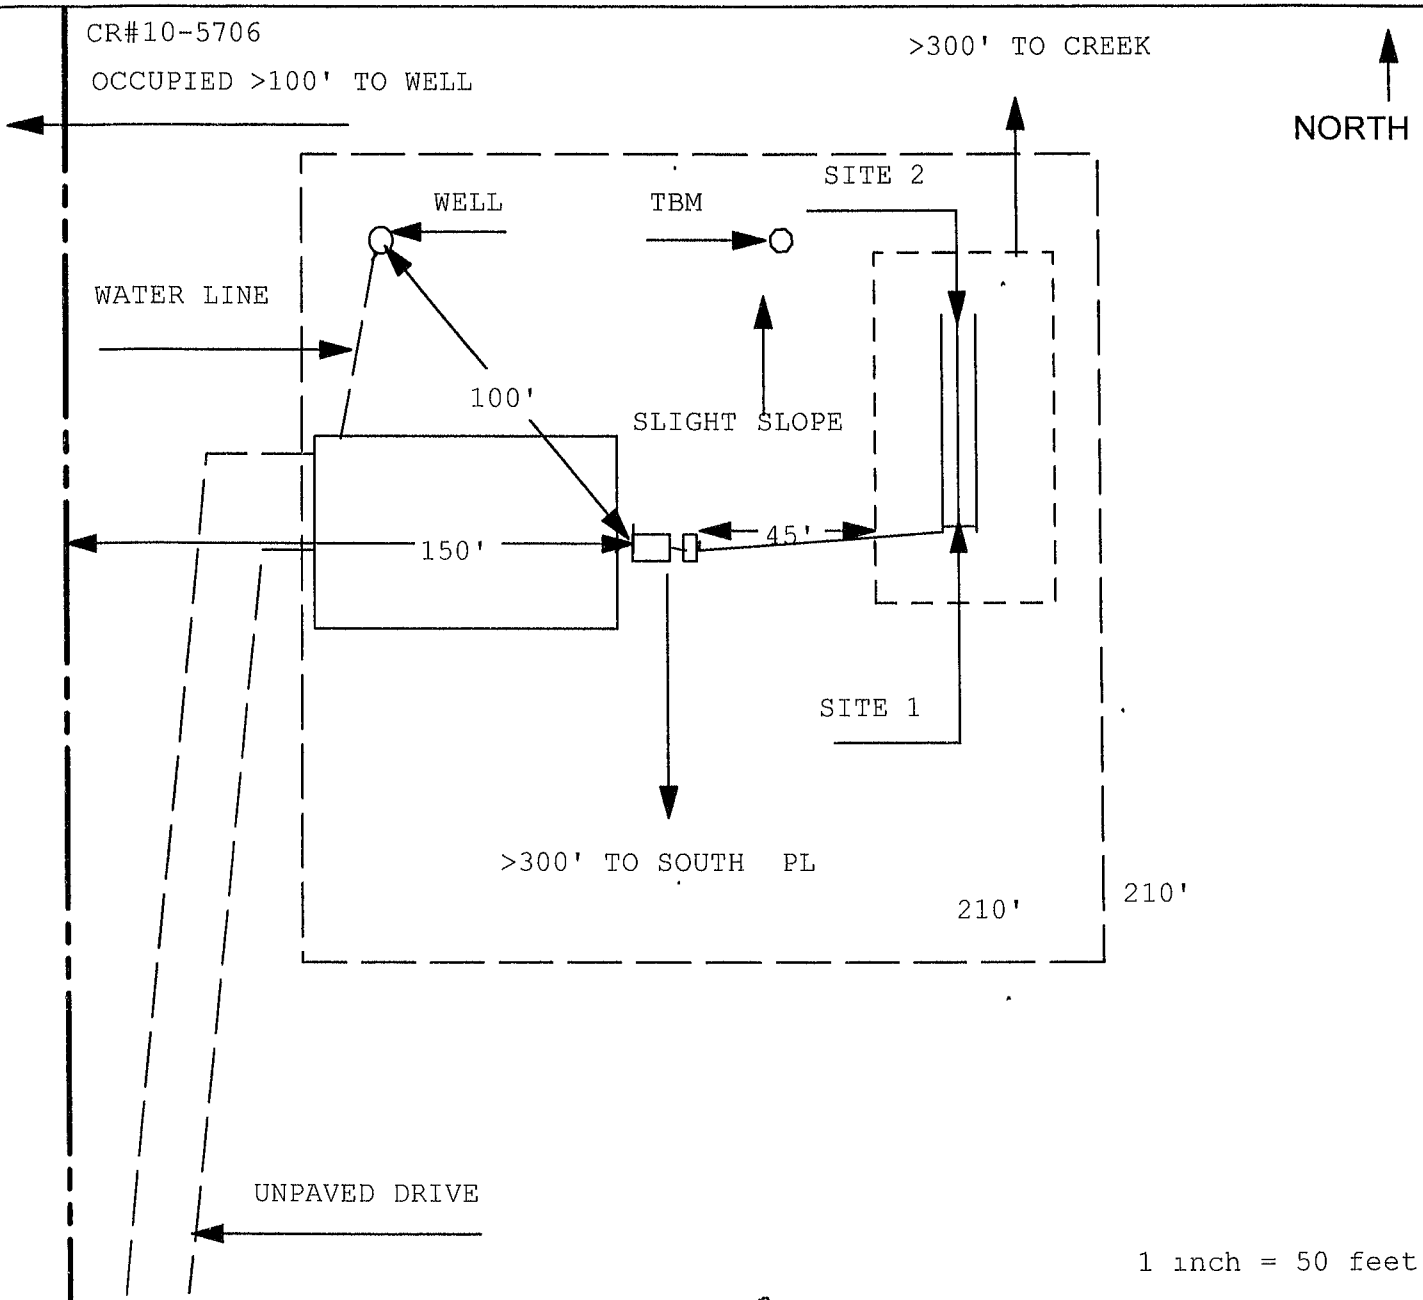 CR#10-5706
>300' TO CREEK
OCCUPIED >100' TO WELL
NORTH
SITE 2
WELL
TBM
WATER LINE
100'
SLIGHT SLOPE
45'
150'
SITE 1
>300' TO SOUTH PL
210'
210'
UNPAVED DRIVE
1 inch = 50 feet